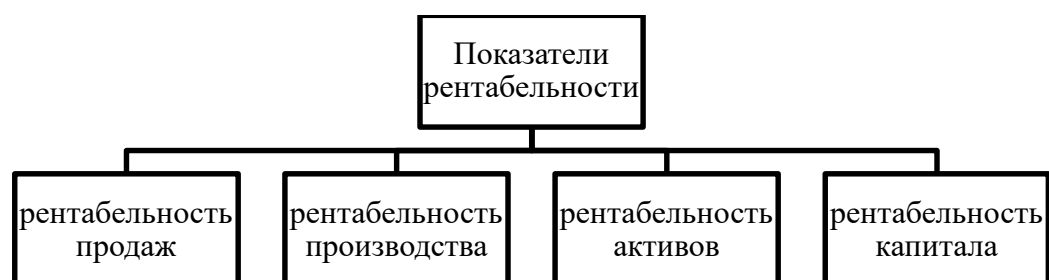 Показатели
рентабельности
рентабельность
продаж
рентабельность
производства
рентабельность
активов
рентабельность
капитала